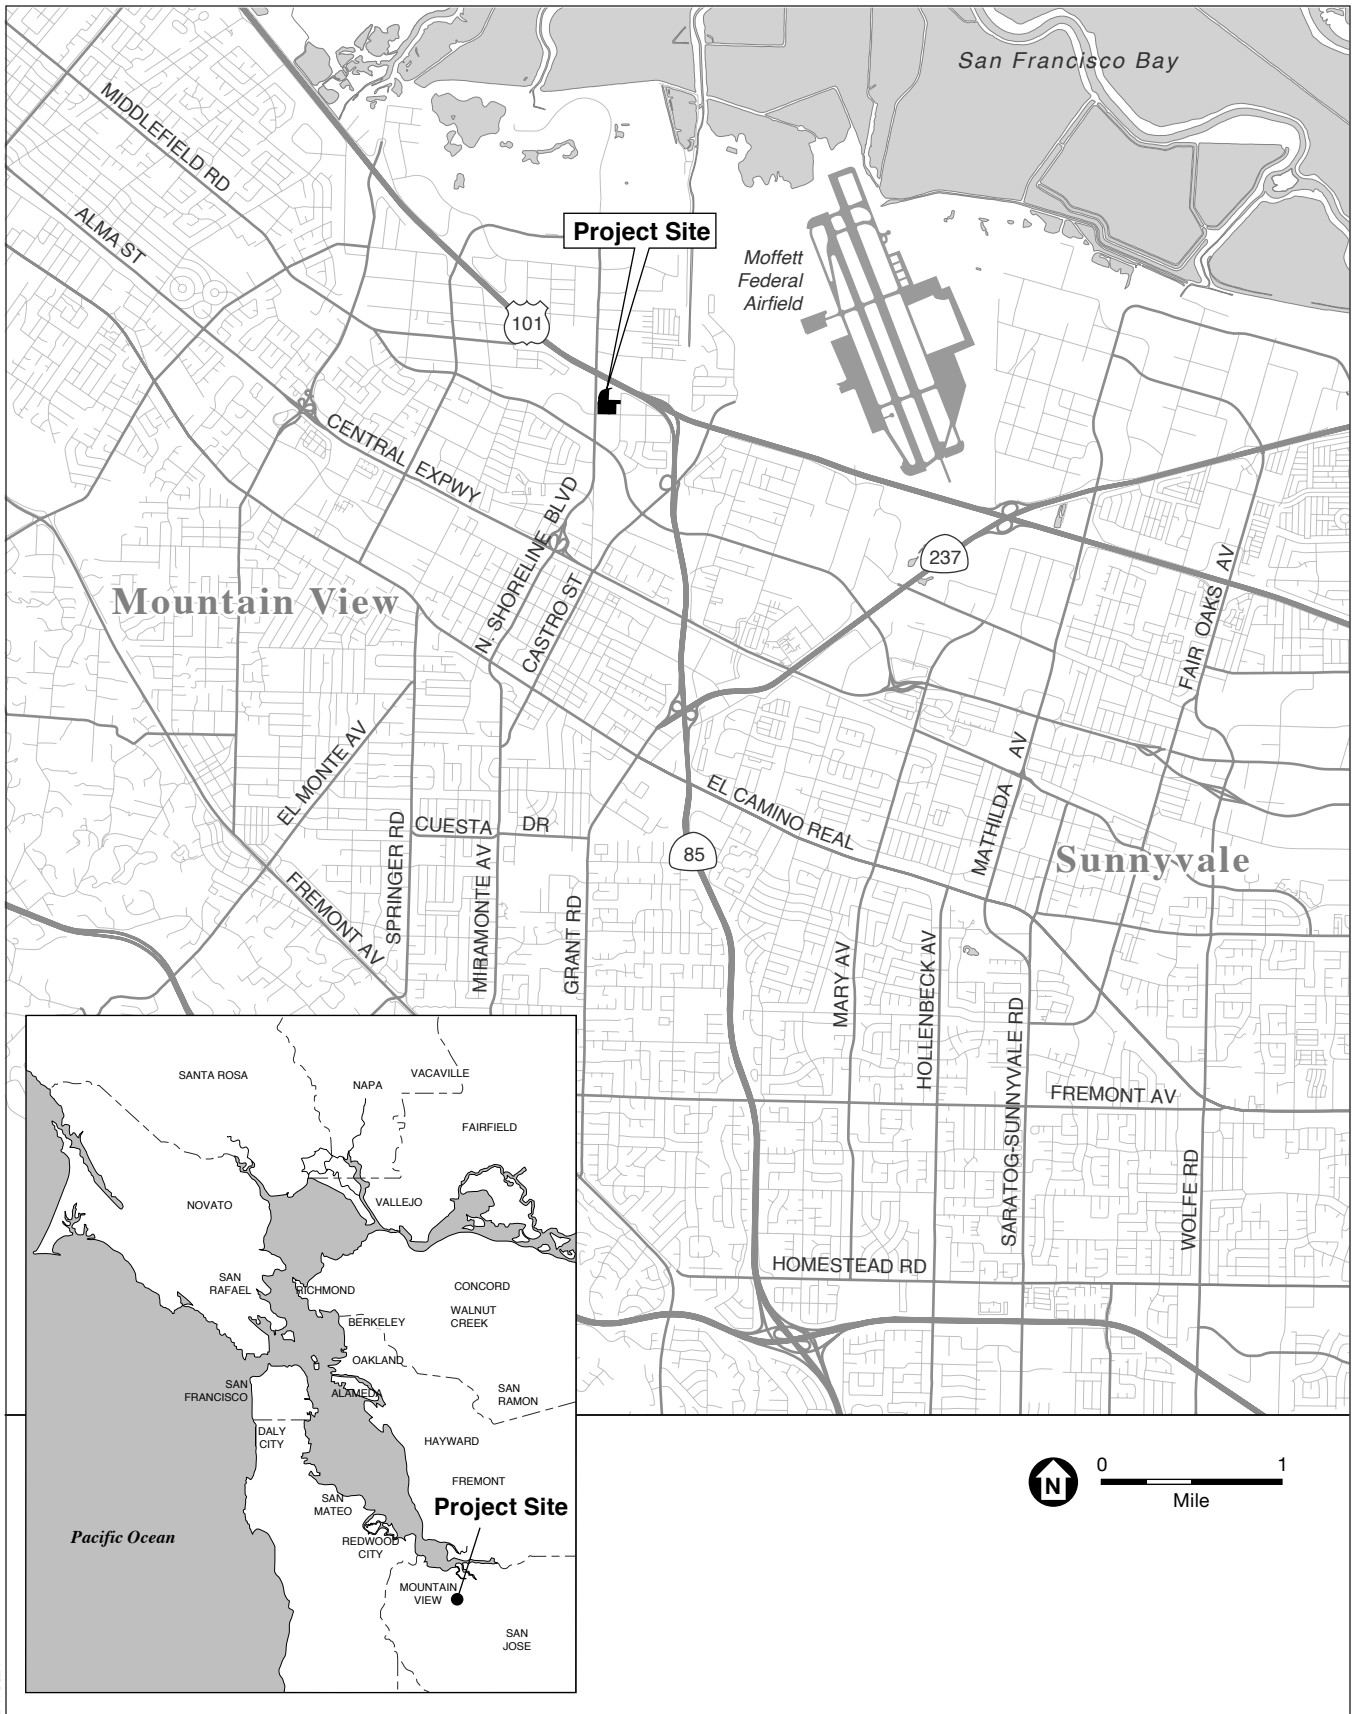 San Francisco Bay
MIDDLEFIELD RD
ALMA ST
Project Site
Moffett
Federal
Airfield
101
CENTRAL EXPWY
N. SHORELINE BLVD
CASTRO ST
237
FAIR OAKS AV
Mountain View
EL MONTE AV
MATHILDA AV
EL CAMINO REAL
CUESTA DR
SPRINGER RD
MIRAMONTE AV
85
Sunnyvale
FREMONT AV
GRANT RD
MARY AV
HOLLENBECK AV
SARATOG-SUNNYVALE RD
FREMONT AV
WOLFE RD
HOMESTEAD RD
SANTA ROSA
NAPA
VACAVILLE
FAIRFIELD
NOVATO
VALLEJO
SAN
RAFAEL
RICHMOND
CONCORD
WALNUT
CREEK
BERKELEY
OAKLAND
SAN
FRANCISCO
ALAMEDA
SAN
RAMON
DALY
CITY
HAYWARD
FREMONT
SAN
MATEO
Project Site
Pacific Ocean
REDWOOD
CITY
MOUNTAIN
VIEW
SAN
JOSE
N
0 1
Mile